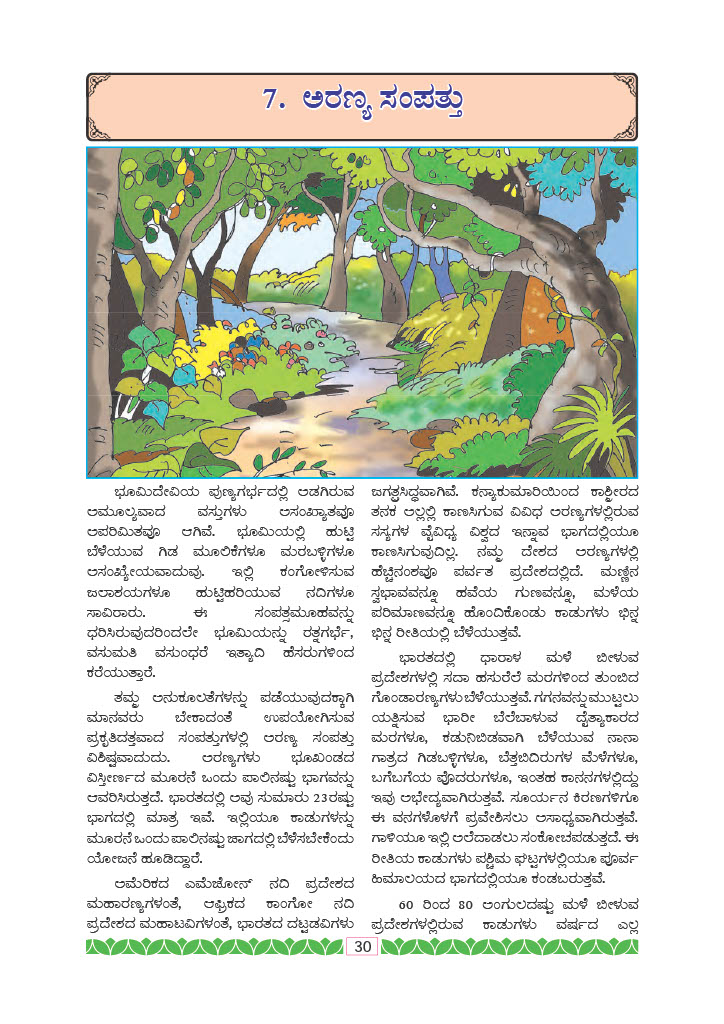 7. ಅರಣ್ಯ ಸಂಪತ್ತು
ಭೂಮಿದೇವಿಯ ಪುಣ್ಯಗರ್ಭದಲ್ಲಿ ಅಡಗಿರುವ
ಅಮೂಲ್ಯವಾದ ವಸ್ತುಗಳು ಅಸಂಖ್ಯಾತವೂ
ಅಪರಿಮಿತವೂ ಆಗಿವೆ. ಭೂಮಿಯಲ್ಲಿ ಹುಟ್ಟಿ
ಬೆಳೆಯುವ ಗಿಡ ಮೂಲಿಕೆಗಳೂ ಮರಬಳ್ಳಿಗಳೂ
ಅಸಂಖ್ಯೇಯವಾದುವು. ಇಲ್ಲಿ ಕಂಗೋಳಿಸುವ
ಜಲಾಶಯಗಳೂ ಹುಟ್ಟಿಹರಿಯುವ ನದಿಗಳೂ
ಸಾವಿರಾರು. ಈ ಸಂಪತ್ಸಮೂಹವನ್ನು
ಧರಿಸಿರುವುದರಿಂದಲೇ ಭೂಮಿಯನ್ನು ರತ್ನಗರ್ಭೆ,
ವಸುಮತಿ ವಸುಂಧರೆ ಇತ್ಯಾದಿ ಹೆಸರುಗಳಿಂದ
ಕರೆಯುತ್ತಾರೆ.
ತಮ್ಮ ಅನುಕೂಲತೆಗಳನ್ನು ಪಡೆಯುವುದಕ್ಕಾಗಿ
ಮಾನವರು ಬೇಕಾದಂತೆ ಉಪಯೋಗಿಸುವ
ಪ್ರಕೃತಿದತ್ತವಾದ ಸಂಪತ್ತುಗಳಲ್ಲಿ ಅರಣ್ಯ ಸಂಪತ್ತು
ವಿಶಿಷ್ಟವಾದುದು. ಅರಣ್ಯಗಳು ಭೂಖಂಡದ
ವಿಸ್ತೀರ್ಣದ ಮೂರನೆ ಒಂದು ಪಾಲಿನಷ್ಟು ಭಾಗವನ್ನು
ಆವರಿಸಿರುತ್ತದೆ. ಭಾರತದಲ್ಲಿ ಅವು ಸುಮಾರು 23ರಷ್ಟು
ಭಾಗದಲ್ಲಿ ಮಾತ್ರ ಇವೆ. ಇಲ್ಲಿಯೂ ಕಾಡುಗಳನ್ನು
ಮೂರನೆ ಒಂದು ಪಾಲಿನಷ್ಟು ಜಾಗದಲ್ಲಿ ಬೆಳೆಸಬೇಕೆಂದು
ಯೋಜನೆ ಹೂಡಿದ್ದಾರೆ.
ಅಮೆರಿಕದ ಎಮೆಜೋನ್ ನದಿ ಪ್ರದೇಶದ
ಮಹಾರಣ್ಯಗಳಂತೆ, ಆಫ್ರಿಕದ ಕಾಂಗೋ ನದಿ
ಪ್ರದೇಶದ ಮಹಾಟವಿಗಳಂತೆ, ಭಾರತದ ದಟ್ಟಡವಿಗಳು
ಜಗತ್ಪ್ರಸಿದ್ಧವಾಗಿವೆ. ಕನ್ಯಾಕುಮಾರಿಯಿಂದ ಕಾಶ್ಮೀರದ
ತನಕ ಅಲ್ಲಲ್ಲಿ ಕಾಣಸಿಗುವ ವಿವಿಧ ಅರಣ್ಯಗಳಲ್ಲಿರುವ
ಸಸ್ಯಗಳ ವೈವಿಧ್ಯ ವಿಶ್ವದ ಇನ್ನಾವ ಭಾಗದಲ್ಲಿಯೂ
ಕಾಣಸಿಗುವುದಿಲ್ಲ. ನಮ್ಮ ದೇಶದ ಅರಣ್ಯಗಳಲ್ಲಿ
ಹೆಚ್ಚಿನಂಶವೂ ಪರ್ವತ ಪ್ರದೇಶದಲ್ಲಿದೆ. ಮಣ್ಣಿನ
ಸ್ವಭಾವವನ್ನೂ ಹವೆಯ ಗುಣವನ್ನೂ, ಮಳೆಯ
ಪರಿಮಾಣವನ್ನೂ ಹೊಂದಿಕೊಂಡು ಕಾಡುಗಳು ಭಿನ್ನ
ಭಿನ್ನ ರೀತಿಯಲ್ಲಿ ಬೆಳೆಯುತ್ತವೆ.
ಭಾರತದಲ್ಲಿ ಧಾರಾಳ ಮಳೆ ಬೀಳುವ
ಪ್ರದೇಶಗಳಲ್ಲಿ ಸದಾ ಹಸುರೆಲೆ ಮರಗಳಿಂದ ತುಂಬಿದ
ಗೊಂಡಾರಣ್ಯಗಳು ಬೆಳೆಯುತ್ತವೆ. ಗಗನವನ್ನು ಮುಟ್ಟಲು
ಯತ್ನಿಸುವ ಭಾರೀ ಬೆಲೆಬಾಳುವ ದೈತ್ಯಾಕಾರದ
ಮರಗಳೂ, ಕಡುನಿಬಿಡವಾಗಿ ಬೆಳೆಯುವ ನಾನಾ
ಗಾತ್ರದ ಗಿಡಬಳ್ಳಿಗಳೂ, ಬೆತ್ತಬಿದಿರುಗಳ ಮೆಳೆಗಳೂ,
ಬಗೆಬಗೆಯ ಪೊದರುಗಳೂ, ಇಂತಹ ಕಾನನಗಳಲ್ಲಿದ್ದು
ಇವು ಅಭೇದ್ಯವಾಗಿರುತ್ತವೆ. ಸೂರ್ಯನ ಕಿರಣಗಳಿಗೂ
ಈ ವನಗಳೊಳಗೆ ಪ್ರವೇಶಿಸಲು ಅಸಾಧ್ಯವಾಗಿರುತ್ತವೆ.
ಗಾಳಿಯೂ ಇಲ್ಲಿ ಅಲೆದಾಡಲು ಸಂಕೋಚಪಡುತ್ತದೆ. ಈ
ರೀತಿಯ ಕಾಡುಗಳು ಪಶ್ಚಿಮ ಘಟ್ಟಗಳಲ್ಲಿಯೂ ಪೂರ್ವ
ಹಿಮಾಲಯದ ಭಾಗದಲ್ಲಿಯೂ ಕಂಡಬರುತ್ತವೆ.
60 ರಿಂದ 80 ಅಂಗುಲದಷ್ಟು ಮಳೆ ಬೀಳುವ
ಪ್ರದೇಶಗಳಲ್ಲಿರುವ ಕಾಡುಗಳು ವರ್ಷದ ಎಲ್ಲ
30